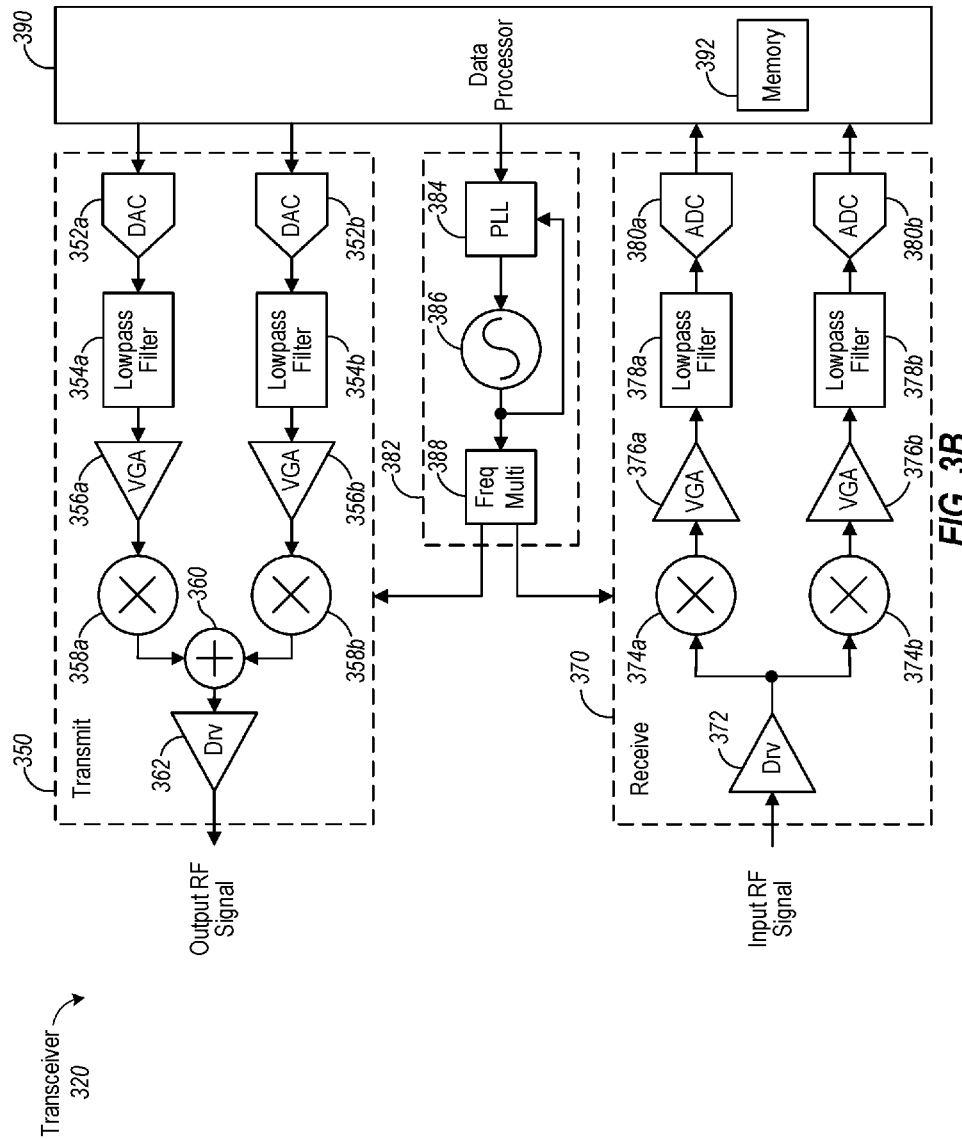 Transceiver
320
Output RF
Signal
350
Transmit
362
Drv
360
358a
358b
356a
VGA
356b
VGA
354a
Lowpass
Filter
354b
Lowpass
Filter
352a
DAC
352b
DAC
382
388
Freq
Multi
386
384
PLL
390
Data
Processor
392
Memory
Input RF
Signal
370
Receive
372
Drv
374a
374b
376a
VGA
376b
VGA
378a
Lowpass
Filter
378b
Lowpass
Filter
380a
ADC
380b
ADC
FIG. 3B